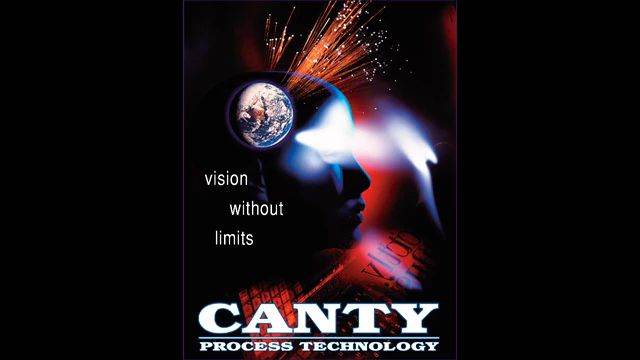 vision
without
limits
CANTY
PROCESS TECHNOLOGY